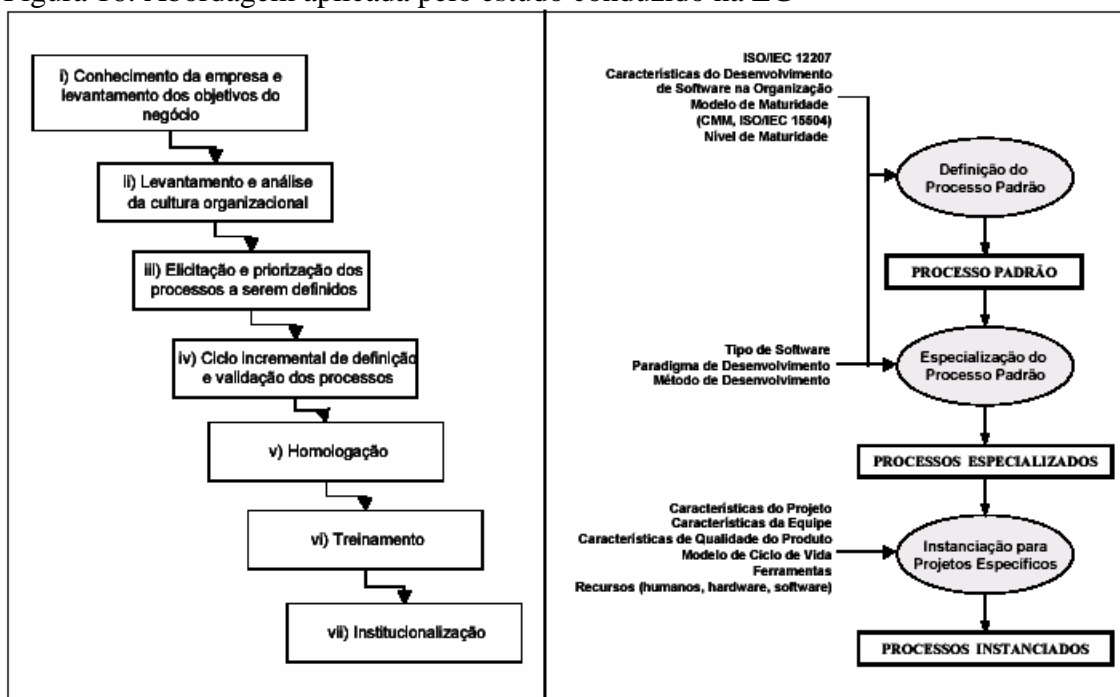 Figura 10: Abordagem aplicada pelo estudo conduzido na EG
i) Conhecimento da empresa e
levantamento dos objetivos do
negócio
ii) Levantamento e análise
da cultura organizacional
iii) Elicitação e priorização dos
processos a serem definidos
iv) Ciclo incremental de definição
e validação dos processos
v) Homologação
vi) Treinamento
vii) Institucionalização
ISO/IEC 12207
Características do Desenvolvimento
de Software na Organização
Modelo de Maturidade
(CMM, ISO/IEC 15504)
Nível de Maturidade
Definição do
Processo Padrão
PROCESSO PADRÃO
Tipo de Software
Paradigma de Desenvolvimento
Método de Desenvolvimento
Especialização do
Processo Padrão
PROCESSOS ESPECIALIZADOS
Características do Projeto
Características da Equipe
Características de Qualidade do Produto
Modelo de Ciclo de Vida
Ferramentas
Recursos (humanos, hardware, software)
Instanciação para
Projetos Específicos
PROCESSOS INSTANCIADOS